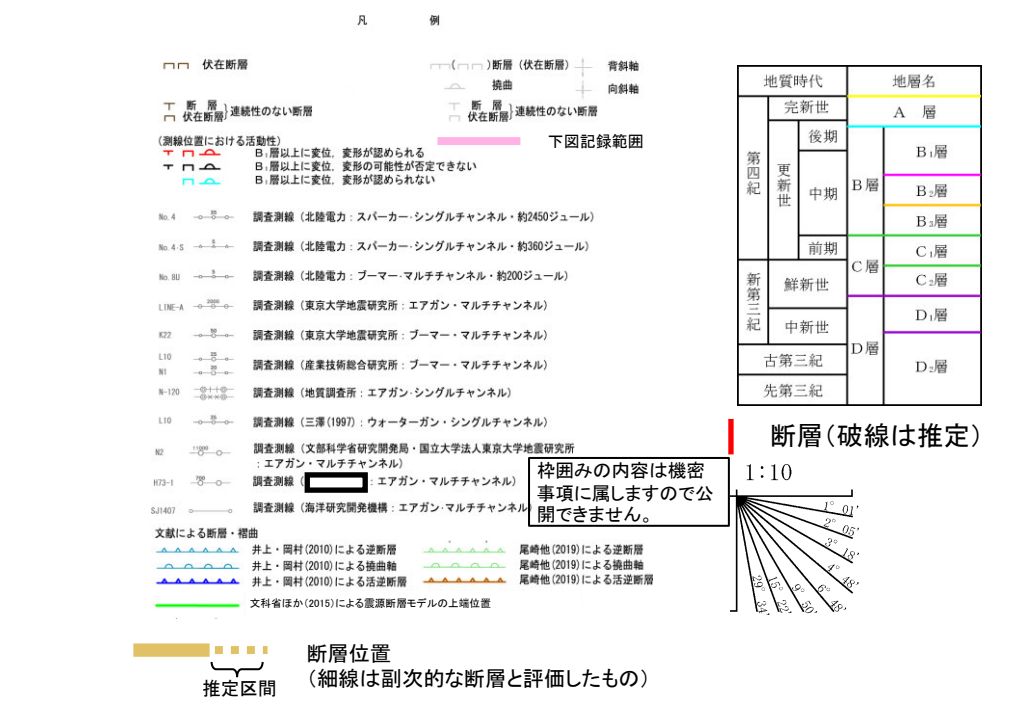 凡　　例
伏在断層
断層（伏在断層）
背斜軸
撓曲
向斜軸
断　層
伏在断層
連続性のない断層
断　層
伏在断層
連続性のない断層
(測線位置における活動性)
下図記録範囲
B₁層以上に変位，変形が認められる
B₁層以上に変位，変形の可能性が否定できない
B₁層以上に変位，変形が認められない
No.4 調査測線（北陸電力：スパーカー・シングルチャンネル・約2450ジュール）
No.4-S 調査測線（北陸電力：スパーカー・シングルチャンネル・約360ジュール）
No.8U 調査測線（北陸電力：ブーマー・マルチチャンネル・約200ジュール）
LINE-A 2000 調査測線（東京大学地震研究所：エアガン・マルチチャンネル）
K22 50 調査測線（東京大学地震研究所：ブーマー・マルチチャンネル）
L10 25
N1 25 調査測線（産業技術総合研究所：ブーマー・マルチチャンネル）
N-120 調査測線（地質調査所：エアガン・シングルチャンネル）
L10 35 調査測線（三澤(1997)：ウォーターガン・シングルチャンネル）
N2 11000 調査測線（文部科学省研究開発局・国立大学法人東京大学地震研究所
：エアガン・マルチチャンネル）
H73-1 700 調査測線（　　：エアガン・マルチチャンネル）
SJ1407 調査測線（海洋研究開発機構：エアガン・マルチチャンネル）
枠囲みの内容は機密
事項に属しますので公
開できません。
文献による断層・褶曲
井上・岡村(2010)による逆断層
尾崎他(2019)による逆断層
井上・岡村(2010)による撓曲軸
尾崎他(2019)による撓曲軸
井上・岡村(2010)による活逆断層
尾崎他(2019)による活逆断層
文科省ほか(2015)による震源断層モデルの上端位置
断層位置
（細線は副次的な断層と評価したもの）
推定区間
地質時代 地層名
第四紀 完新世 A　層
更新世 後期 B層 B₁層
中期 B₂層
B₃層
前期 C層 C₁層
新第三紀 鮮新世 C₂層
中新世 D層 D₁層
古第三紀 D₂層
先第三紀
断層（破線は推定）
1：10
1° 01′
2° 05′
3° 18′
4° 48′
6° 48′
9° 50′
15° 22′
29° 34′